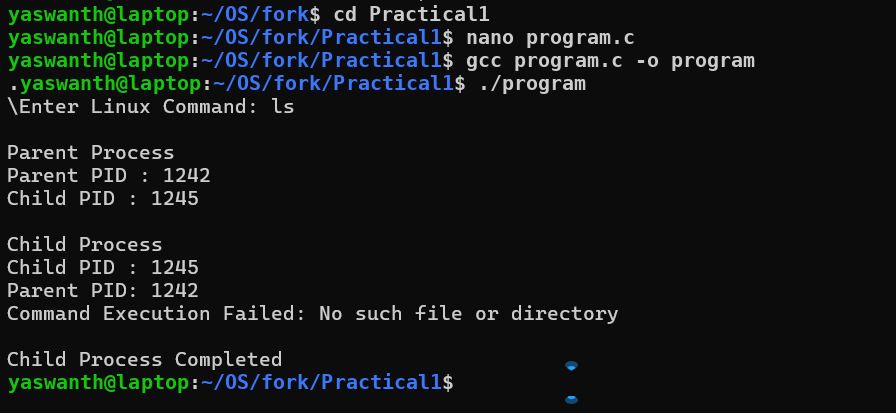 yaswanth@laptop:~/OS/fork$ cd Practical1
yaswanth@laptop:~/OS/fork/Practical1$ nano program.c
yaswanth@laptop:~/OS/fork/Practical1$ gcc program.c -o program
.yaswanth@laptop:~/OS/fork/Practical1$ ./program
\Enter Linux Command: ls

Parent Process
Parent PID : 1242
Child PID : 1245

Child Process
Child PID : 1245
Parent PID: 1242
Command Execution Failed: No such file or directory

Child Process Completed
yaswanth@laptop:~/OS/fork/Practical1$